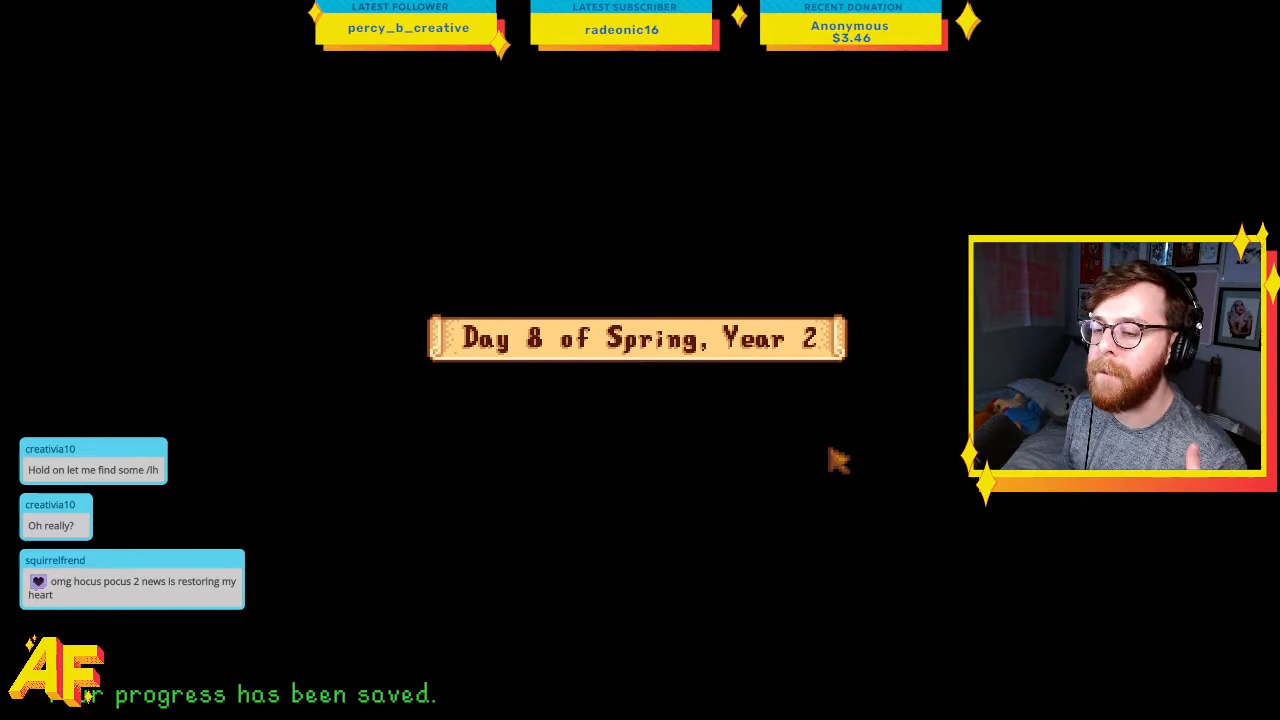 LATEST FOLLOWER
percy_b_creative
LATEST SUBSCRIBER
radeonic16
RECENT DONATION
Anonymous
$3.46
Day 8 of Spring, Year 2
creativia10
Hold on let me find some /lh
creativia10
Oh really?
squirrelfrend
omg hocus pocus 2 news is restoring my
heart
AF
progress has been saved.